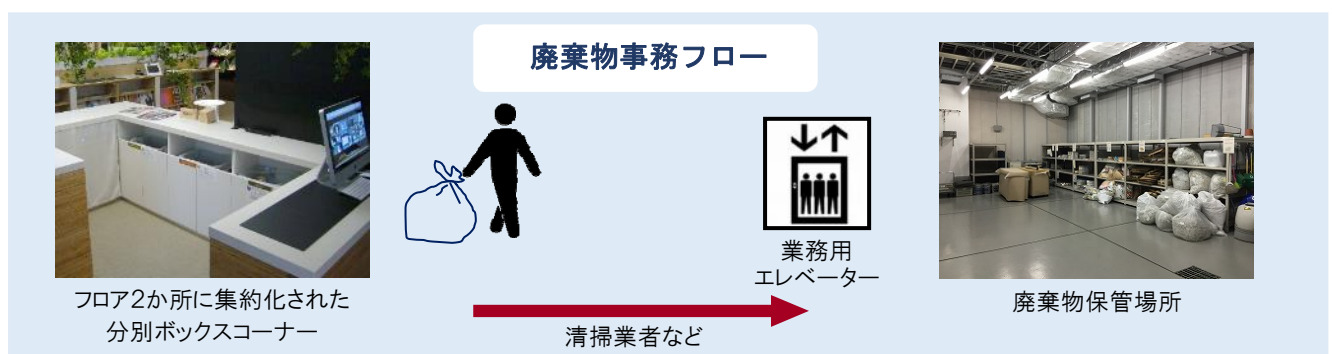 廃棄物事務フロー
フロア2か所に集約化された
分別ボックスコーナー
清掃業者など
業務用
エレベーター
廃棄物保管場所